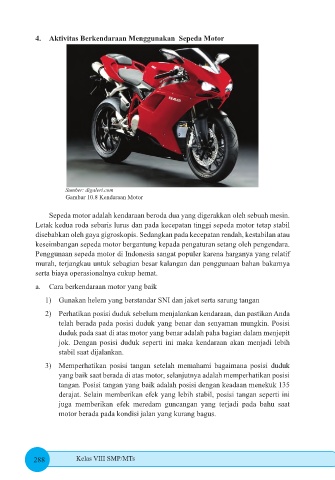 4. Aktivitas Berkendaraan Menggunakan Sepeda Motor
Sumber: digaleri.com
Gambar 10.8 Kendaraan Motor
Sepeda motor adalah kendaraan beroda dua yang digerakkan oleh sebuah mesin.
Letak kedua roda sebaris lurus dan pada kecepatan tinggi sepeda motor tetap stabil
disebabkan oleh gaya gigroskopis. Sedangkan pada kecepatan rendah, kestabilan atau
keseimbangan sepeda motor bergantung kepada pengaturan setang oleh pengendara.
Penggunaan sepeda motor di Indonesia sangat populer karena harganya yang relatif
murah, terjangkau untuk sebagian besar kalangan dan penggunaan bahan bakarnya
serta biaya operasionalnya cukup hemat.
a. Cara berkendaraan motor yang baik
1) Gunakan helem yang berstandar SNI dan jaket serta sarung tangan
2) Perhatikan posisi duduk sebelum menjalankan kendaraan, dan pastikan Anda
telah berada pada posisi duduk yang benar dan senyaman mungkin. Posisi
duduk pada saat di atas motor yang benar adalah paha bagian dalam menjepit
jok. Dengan posisi duduk seperti ini maka kendaraan akan menjadi lebih
stabil saat dijalankan.
3) Memperhatikan posisi tangan setelah memahami bagaimana posisi duduk
yang baik saat berada di atas motor, selanjutnya adalah memperhatikan posisi
tangan. Posisi tangan yang baik adalah posisi dengan keadaan menekuk 135
derajat. Selain memberikan efek yang lebih stabil, posisi tangan seperti ini
juga memberikan efek meredam guncangan yang terjadi pada bahu saat
motor berada pada kondisi jalan yang kurang bagus.
288 Kelas VIII SMP/MTs